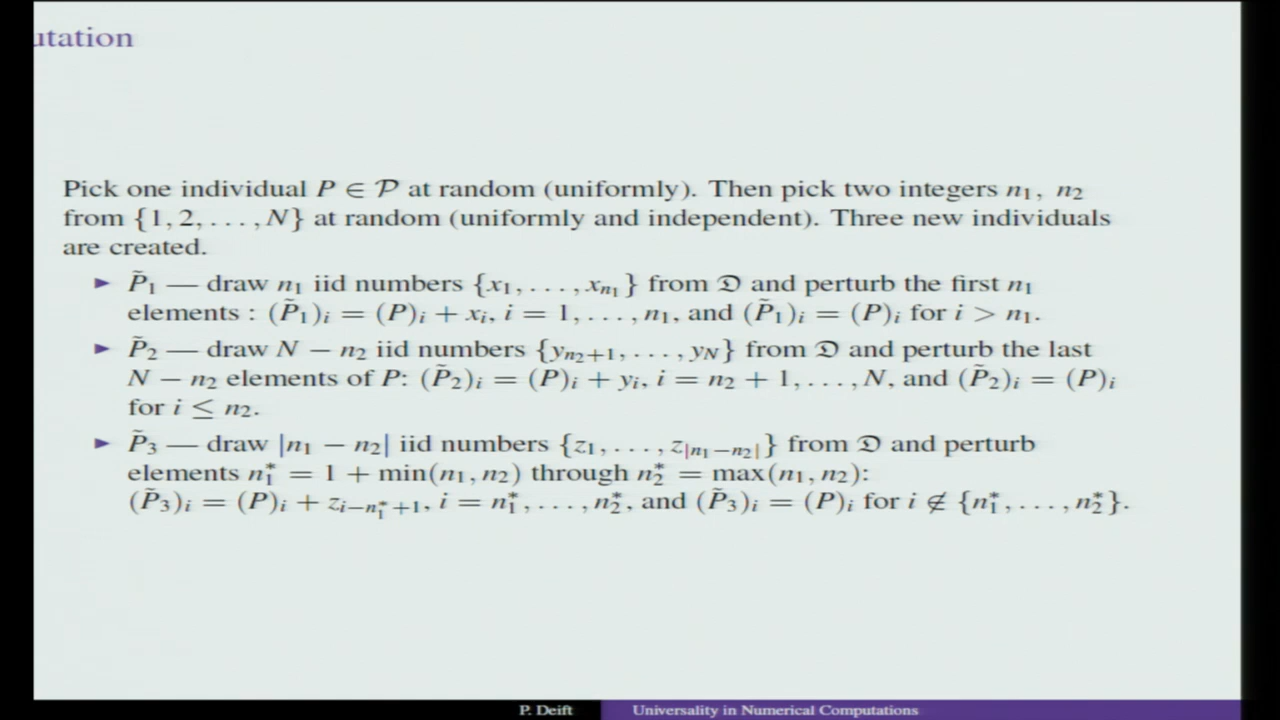 utation
Pick one individual P ∈ 𝒫 at random (uniformly). Then pick two integers n₁, n₂
from {1, 2, . . . , N} at random (uniformly and independent). Three new individuals
are created.
► P̃₁ — draw n₁ iid numbers {x₁, . . . , xₙ₁} from 𝔇 and perturb the first n₁
elements : (P̃₁)ᵢ = (P)ᵢ + xᵢ, i = 1, . . . , n₁, and (P̃₁)ᵢ = (P)ᵢ for i > n₁.
► P̃₂ — draw N − n₂ iid numbers {y_{n₂+1}, . . . , y_N} from 𝔇 and perturb the last
N − n₂ elements of P: (P̃₂)ᵢ = (P)ᵢ + yᵢ, i = n₂ + 1, . . . , N, and (P̃₂)ᵢ = (P)ᵢ
for i ≤ n₂.
► P̃₃ — draw |n₁ − n₂| iid numbers {z₁, . . . , z_{|n₁−n₂|}} from 𝔇 and perturb
elements n₁* = 1 + min(n₁, n₂) through n₂* = max(n₁, n₂):
(P̃₃)ᵢ = (P)ᵢ + z_{i−n₁*+1}, i = n₁*, . . . , n₂*, and (P̃₃)ᵢ = (P)ᵢ for i ∉ {n₁*, . . . , n₂*}.
P. Deift Universality in Numerical Computations